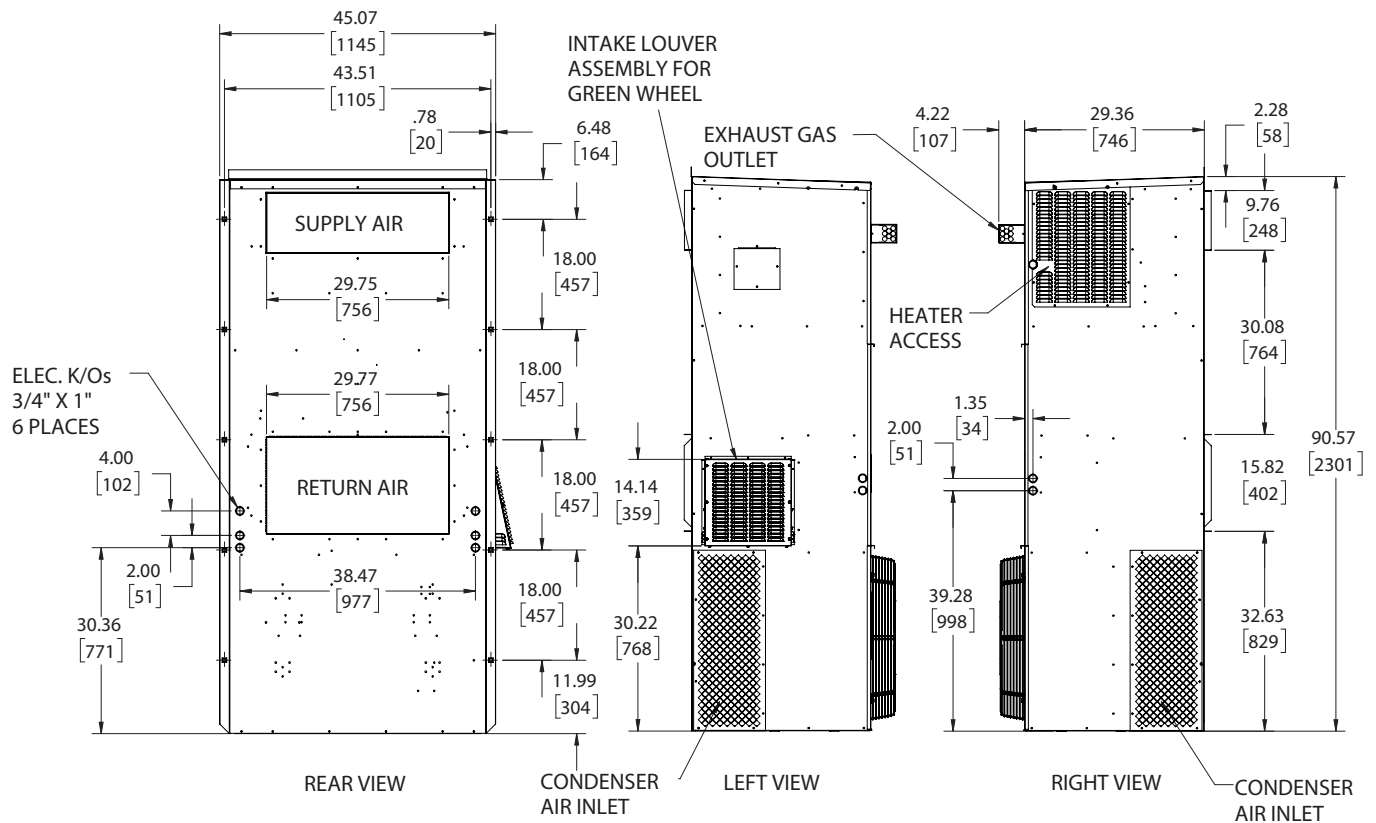 45.07
[1145]
43.51
[1105]
.78
[20]
6.48
[164]
SUPPLY AIR
29.75
[756]
18.00
[457]
18.00
[457]
29.77
[756]
ELEC. K/Os
3/4" X 1"
6 PLACES
4.00
[102]
RETURN AIR
18.00
[457]
2.00
[51]
38.47
[977]
18.00
[457]
30.36
[771]
11.99
[304]
REAR VIEW
INTAKE LOUVER
ASSEMBLY FOR
GREEN WHEEL
EXHAUST GAS
OUTLET
14.14
[359]
30.22
[768]
CONDENSER
AIR INLET
LEFT VIEW
4.22
[107]
29.36
[746]
2.28
[58]
9.76
[248]
HEATER
ACCESS
30.08
[764]
1.35
[34]
2.00
[51]
90.57
[2301]
15.82
[402]
39.28
[998]
32.63
[829]
RIGHT VIEW
CONDENSER
AIR INLET